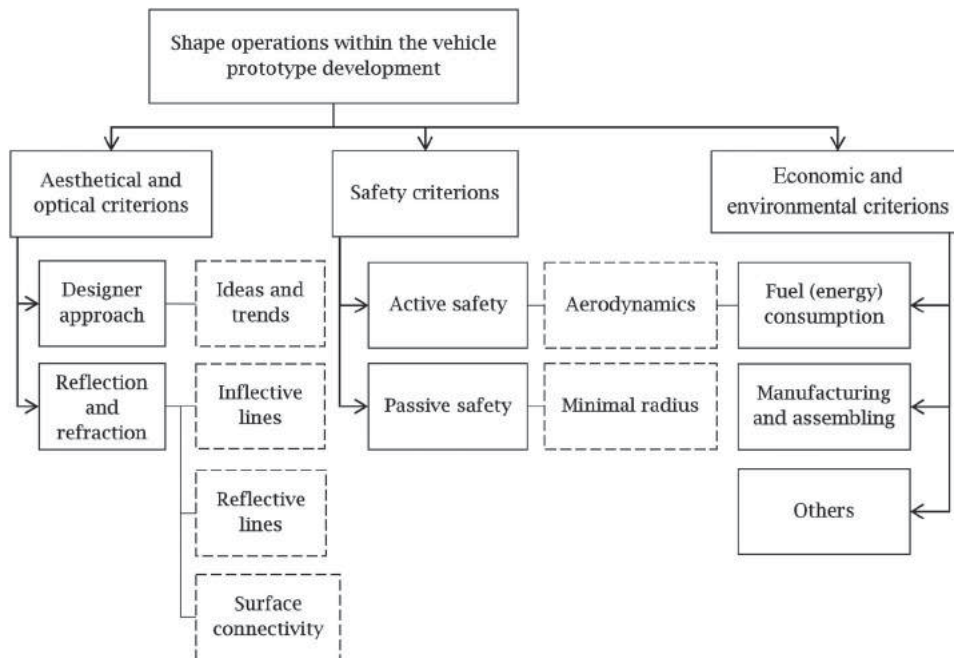 Shape operations within the vehicle
prototype development
Aesthetical and
optical criterions
Safety criterions
Economic and
environmental criterions
Designer
approach
Ideas and
trends
Active safety
Aerodynamics
Fuel (energy)
consumption
Reflection
and
refraction
Inflective
lines
Passive safety
Minimal radius
Manufacturing
and assembling
Reflective
lines
Others
Surface
connectivity